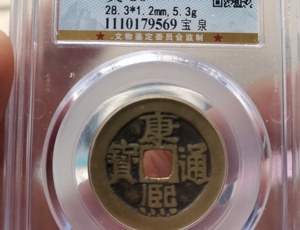 28.3*1.2mm,5.3g
1110179569 宝泉
★ 文物鉴定委员会监制 ★
康熙通寳